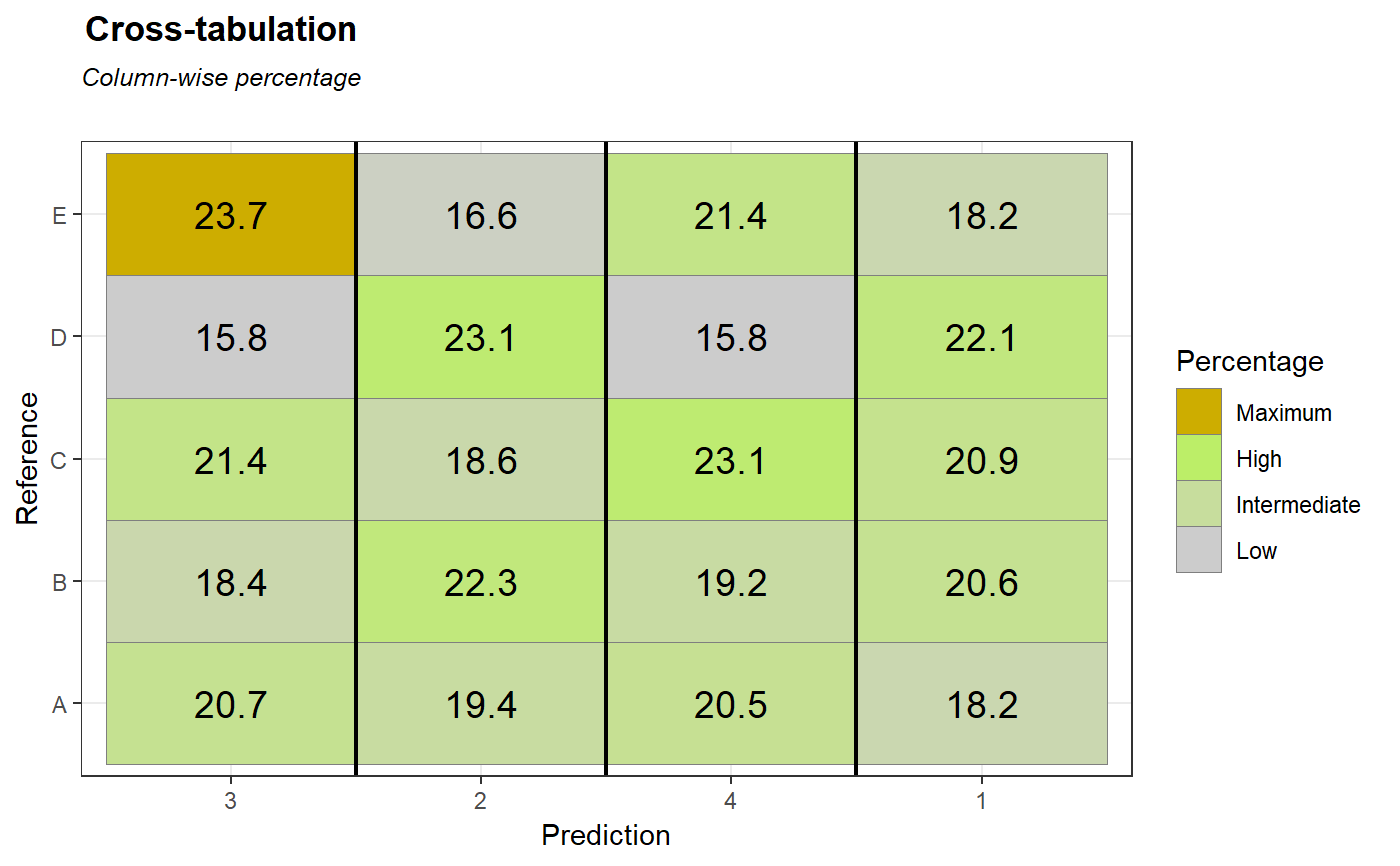 Cross-tabulation
Column-wise percentage
E 23.7 16.6 21.4 18.2
D 15.8 23.1 15.8 22.1
C 21.4 18.6 23.1 20.9
B 18.4 22.3 19.2 20.6
A 20.7 19.4 20.5 18.2
3 2 4 1
Prediction
Reference
Percentage
Maximum
High
Intermediate
Low